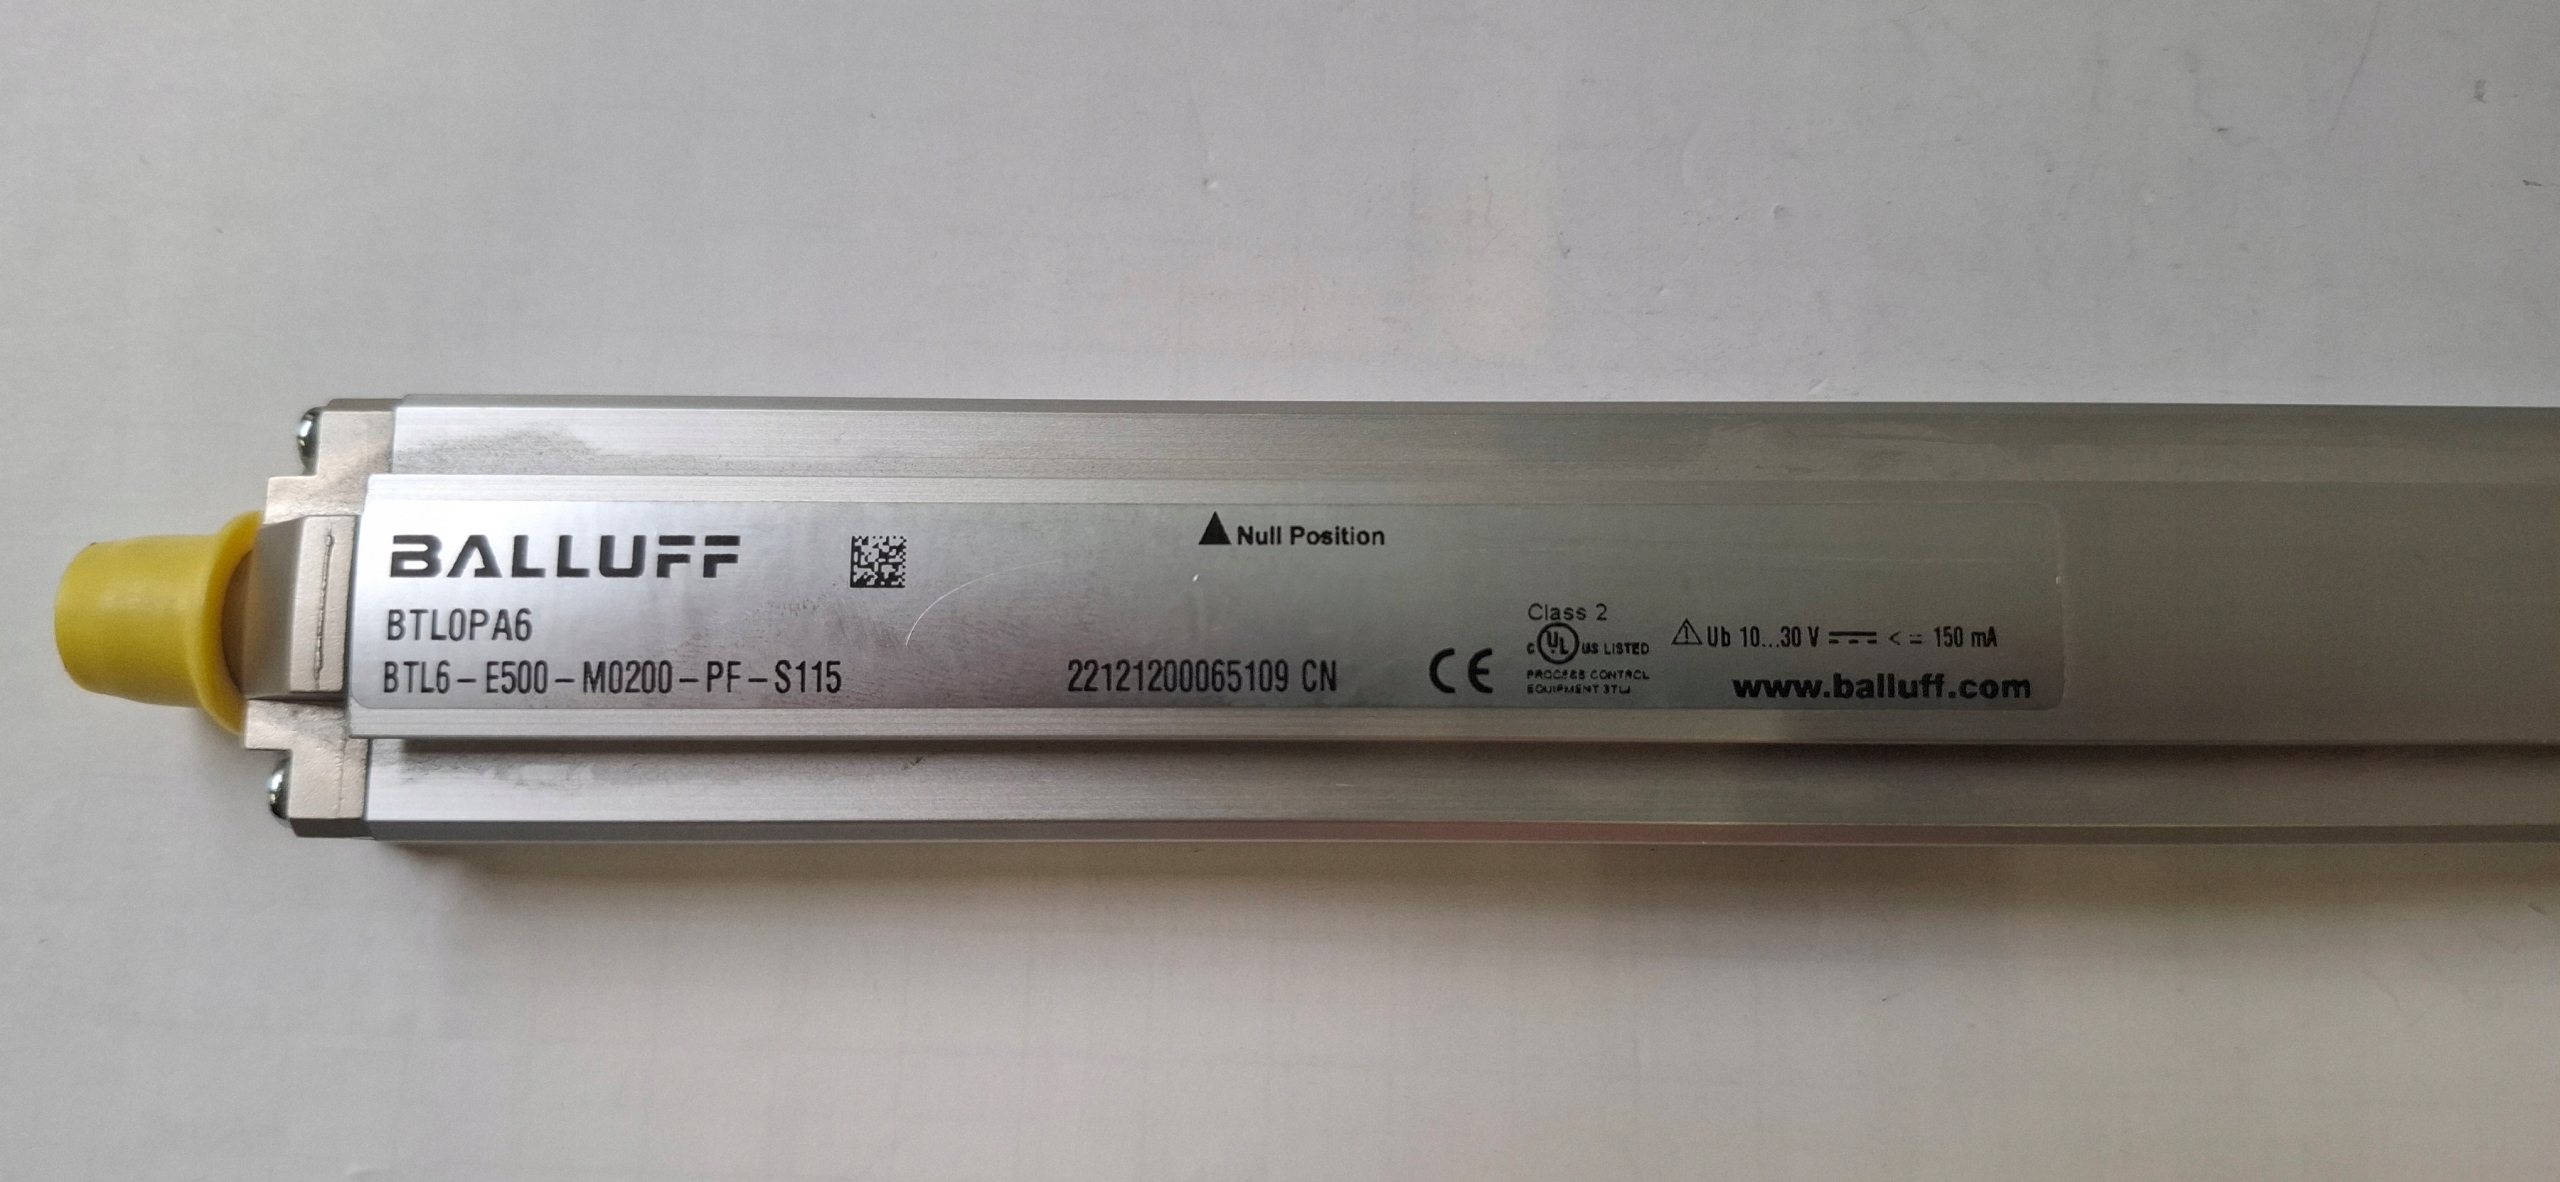 BALLUFF
BTL0PA6
BTL6-E500-M0200-PF-S115
▲Null Position
22121200065109 CN
CE
Class 2
c UL US LISTED
PROCESS CONTROL
EQUIPMENT
⚠Ub 10...30 V ⎓ <= 150 mA
www.balluff.com